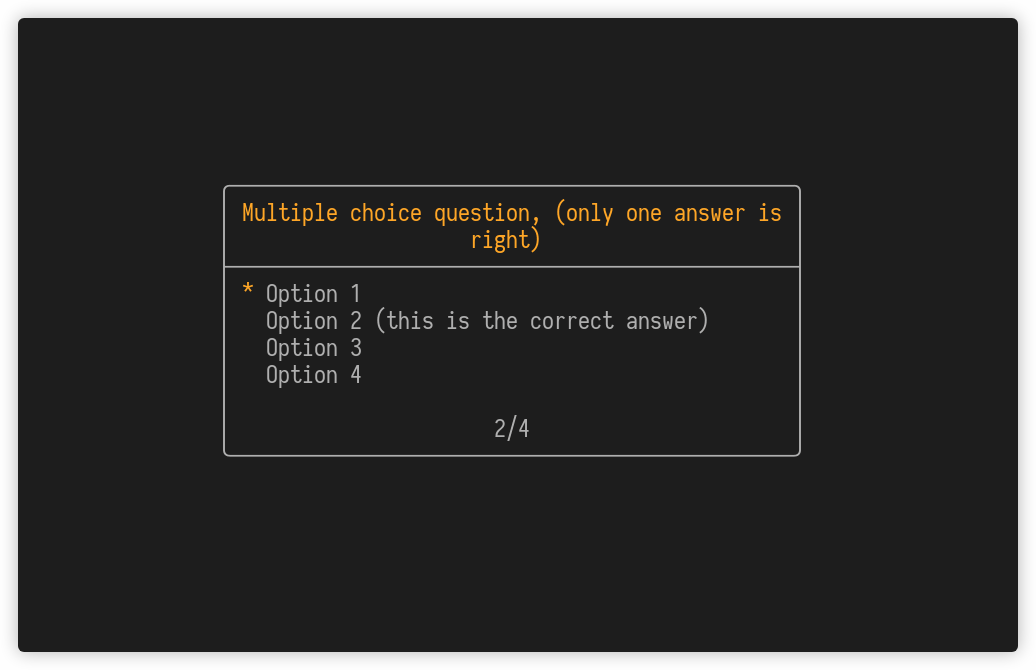 Multiple choice question, (only one answer is
right)
* Option 1
Option 2 (this is the correct answer)
Option 3
Option 4
2/4